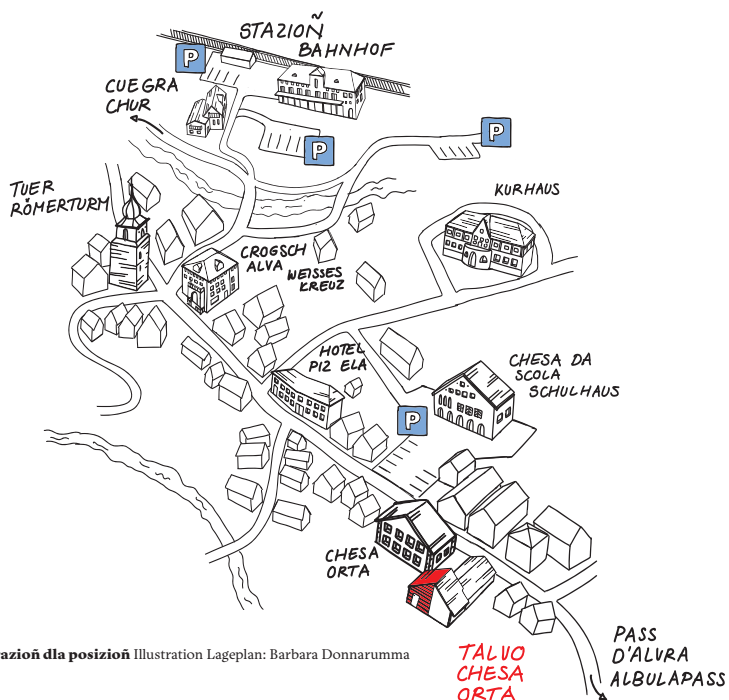 STAZIOÑ
BAHNHOF
P
CUEGRA
CHUR
P
P
TUER
RÖMERTURM
KURHAUS
CROGSCH
ALVA
WEISSES
KREUZ
HOTEL
PIZ ELA
CHESA DA
SCOLA
SCHULHAUS
P
CHESA
ORTA
TALVO
CHESA
ORTA
PASS
D'ALVRA
ALBULAPASS
dla posizioñ Illustration Lageplan: Barbara Donnarumma